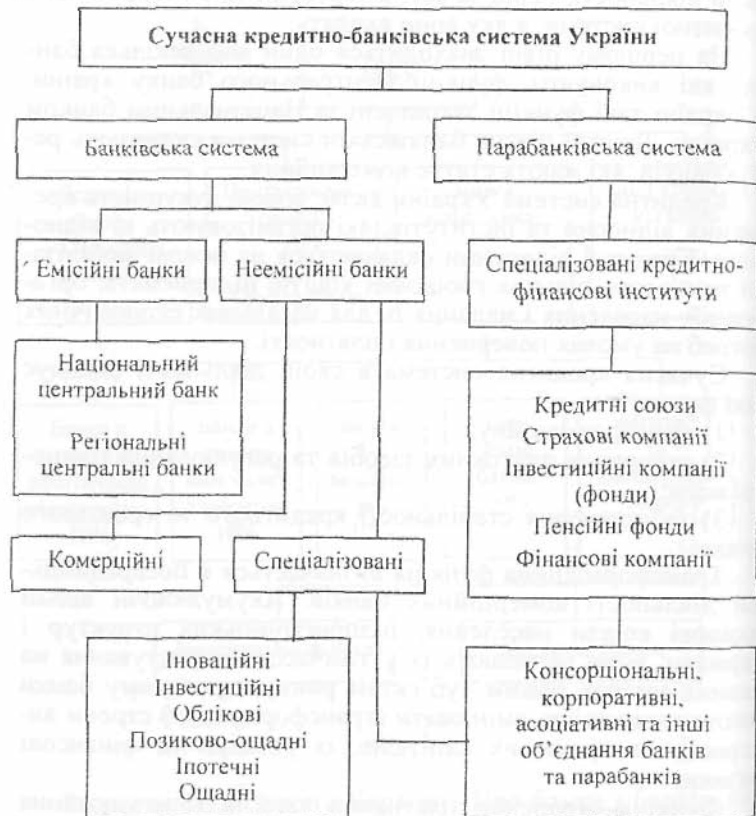 Сучасна кредитно-банківська система України
Банківська система
Парабанківська система
Емісійні банки
Неемісійні банки
Спеціалізовані кредитно-
фінансові інститути
Національний
центральний банк
Регіональні
центральні банки
Кредитні союзи
Страхові компанії
Інвестиційні компанії
(фонди)
Пенсійні фонди
Фінансові компанії
Комерційні
Спеціалізовані
Іноваційні
Інвестиційні
Облікові
Позиково-ощадні
Іпотечні
Ощадні
Консорціональні,
корпоративні,
асоціативні та інші
об'єднання банків
та парабанків